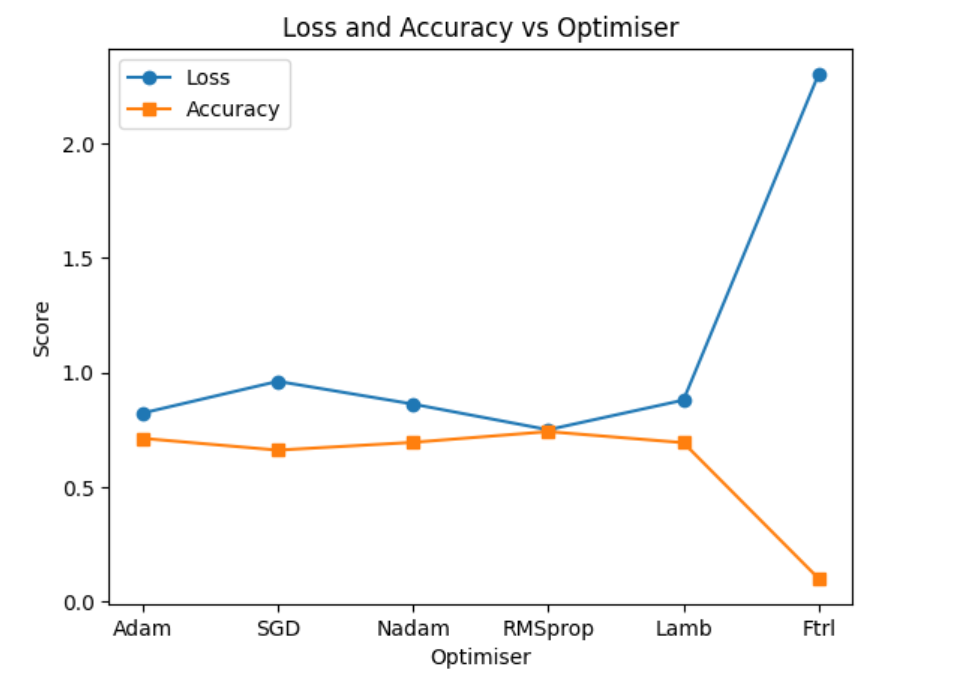 Loss and Accuracy vs Optimiser
Loss
Accuracy
2.0
1.5
1.0
0.5
0.0
Score
Adam SGD Nadam RMSprop Lamb Ftrl
Optimiser